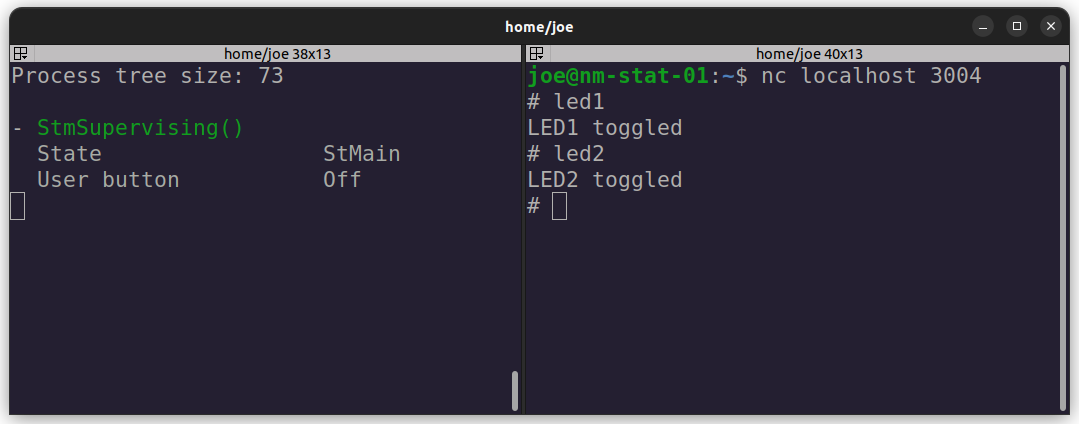 home/joe
home/joe 38x13
Process tree size: 73
- StmSupervising()
State StMain
User button Off
home/joe 40x13
joe@nm-stat-01:~$ nc localhost 3004
# led1
LED1 toggled
# led2
LED2 toggled
#